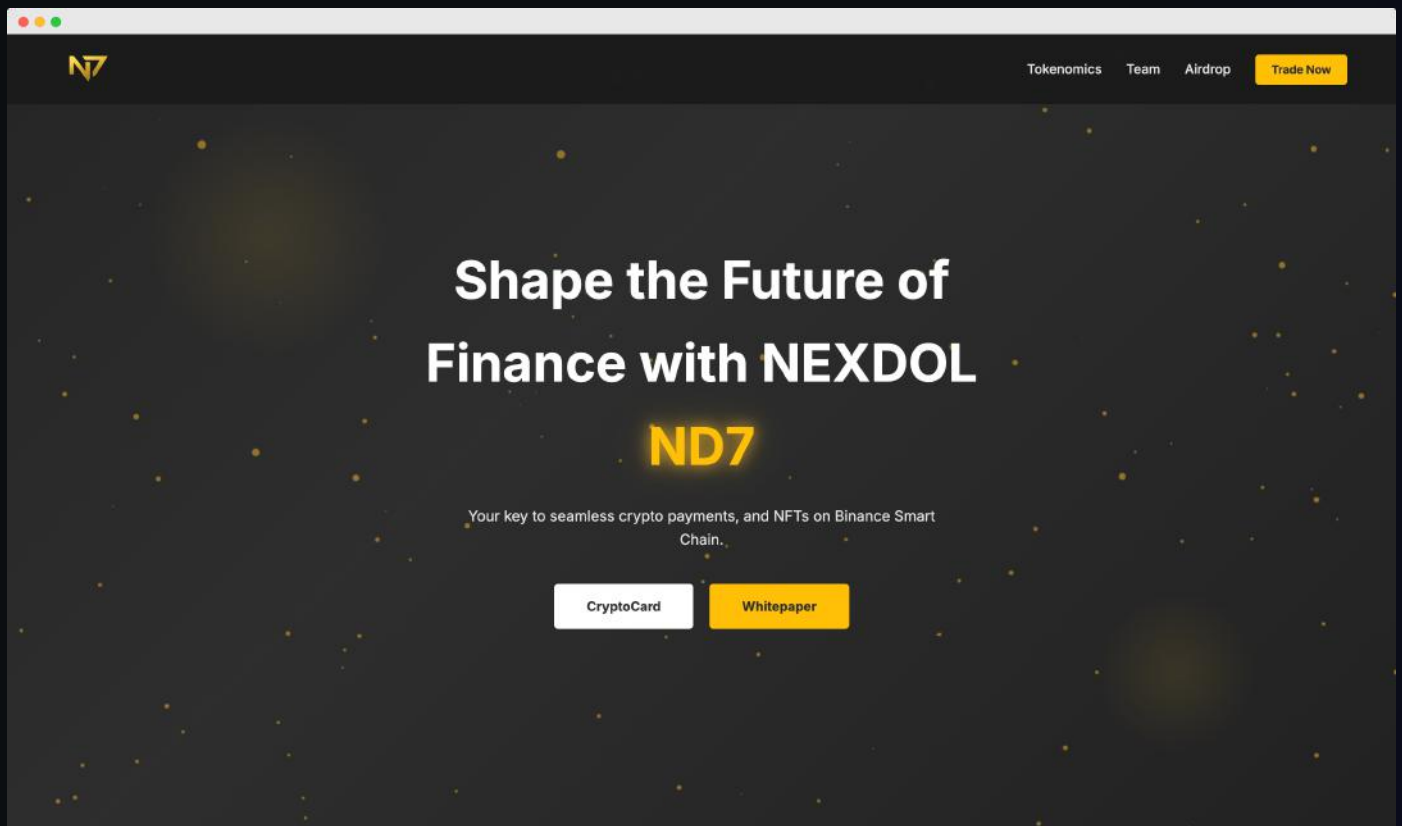 N7
Tokenomics
Team
Airdrop
Trade Now
Shape the Future of
Finance with NEXDOL
ND7
Your key to seamless crypto payments, and NFTs on Binance Smart
Chain.
CryptoCard
Whitepaper